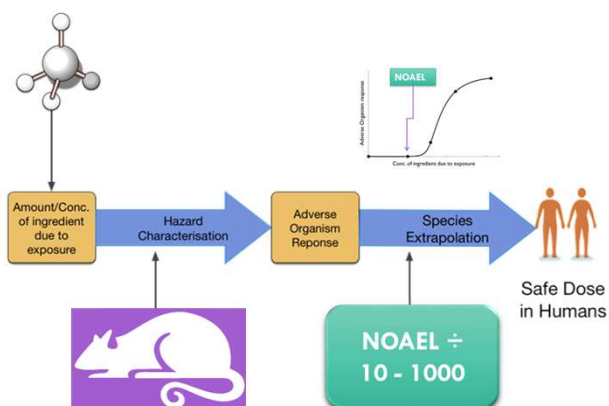 NOAEL
Adverse Organism response
Conc. of ingredient due to exposure
Amount/Conc.
of ingredient
due to
exposure
Hazard
Characterisation
Adverse
Organism
Reponse
Species
Extrapolation
Safe Dose
in Humans
NOAEL ÷
10 - 1000